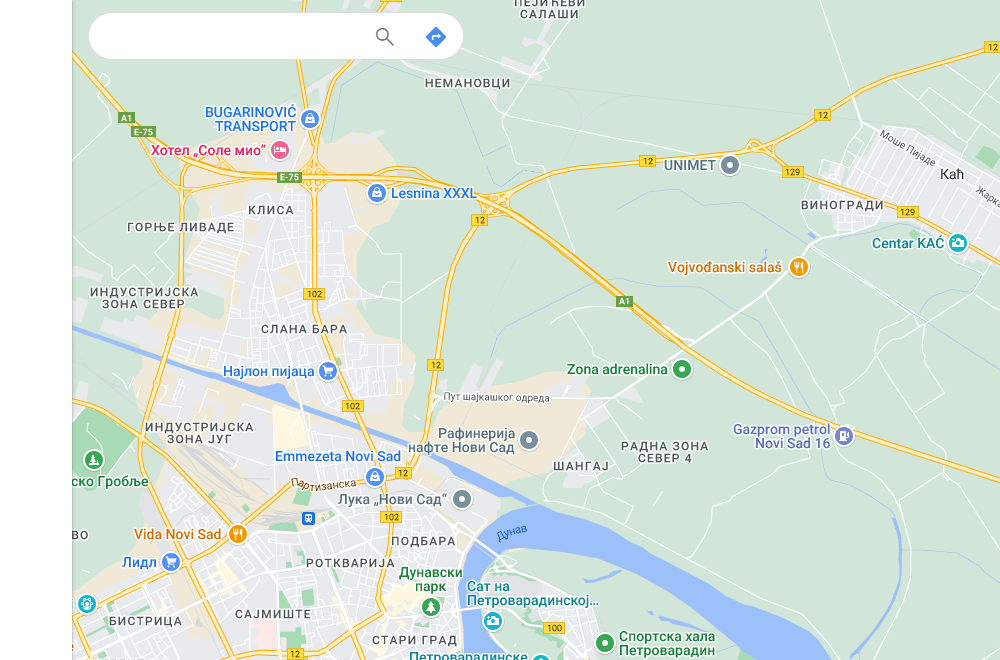 ПЕЈИЋЕВИ
САЛАШИ
12
НЕМАНОВЦИ
BUGARINOVIĆ
TRANSPORT
A1
12
E-75
Моше Пијаде
Хотел „Соле мио“
12
UNIMET
129
Каћ
E-75
Lesnina XXXL
Жарка
КЛИСА
12
ВИНОГРАДИ
129
ГОРЊЕ ЛИВАДЕ
Centar KAĆ
Vojvođanski salaš
ИНДУСТРИЈСКА
ЗОНА СЕВЕР
102
A1
СЛАНА БАРА
12
Најлон пијаца
Zona adrenalina
Пут шајкашког одреда
102
ИНДУСТРИЈСКА
ЗОНА ЈУГ
Рафинерија
нафте Нови Сад
Gazprom petrol
Novi Sad 16
РАДНА ЗОНА
СЕВЕР 4
Emmezeta Novi Sad
ШАНГАЈ
12
ско Гробље
Партизанска
Лука „Нови Сад“
102
Vida Novi Sad
ВО
Дунав
ПОДБАРА
Лидл
РОТКВАРИЈА
Дунавски
парк
Сат на
Петроварадинској...
БИСТРИЦА
САЈМИШТЕ
100
СТАРИ ГРАД
Спортска хала
Петроварадин
12
Петроварадинске